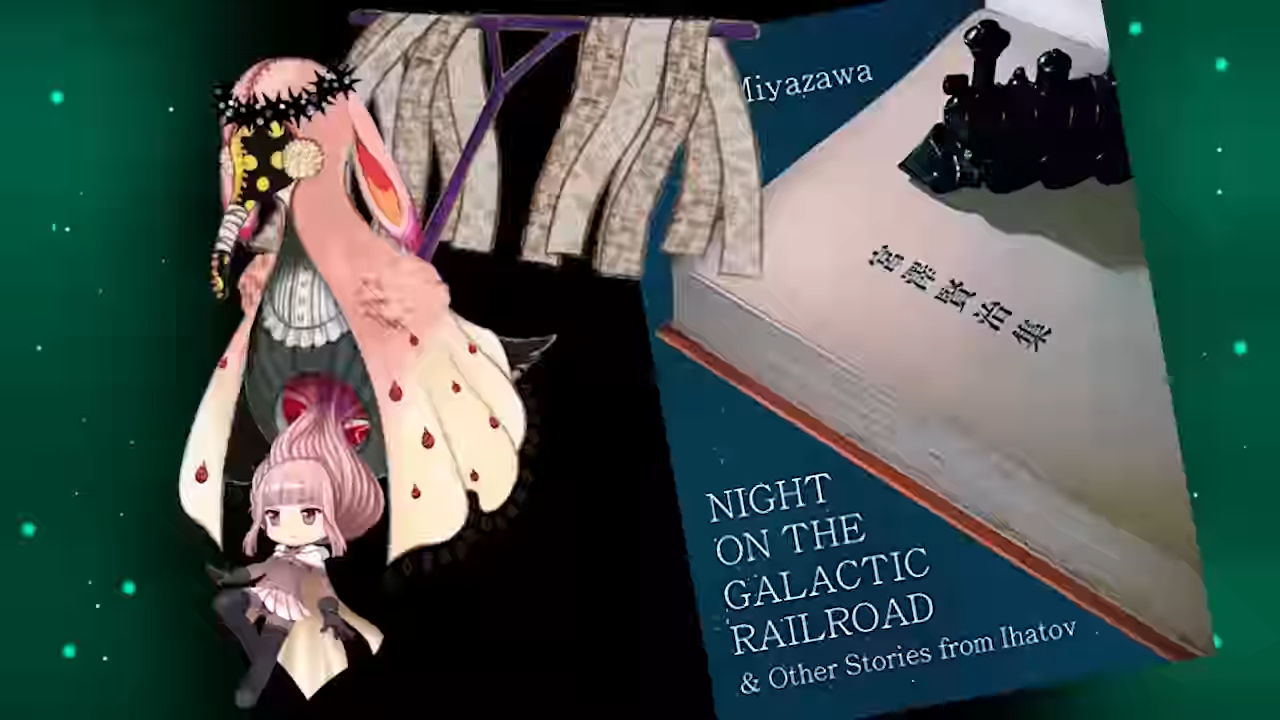 Miyazawa
宮澤賢治集
NIGHT
ON THE
GALACTIC
RAILROAD
& Other Stories from Ihatov